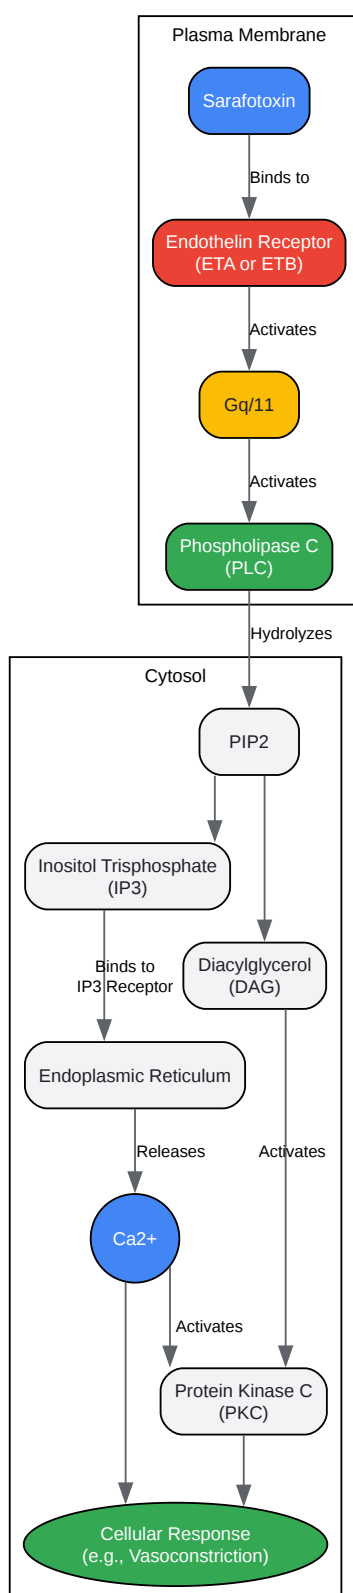 Plasma Membrane
Sarafotoxin
Binds to
Endothelin Receptor
(ETA or ETB)
Activates
Gq/11
Activates
Phospholipase C
(PLC)
Hydrolyzes
Cytosol
PIP2
Inositol Trisphosphate
(IP3)
Binds to
IP3 Receptor
Diacylglycerol
(DAG)
Endoplasmic Reticulum
Releases
Activates
Ca2+
Activates
Protein Kinase C
(PKC)
Cellular Response
(e.g., Vasoconstriction)